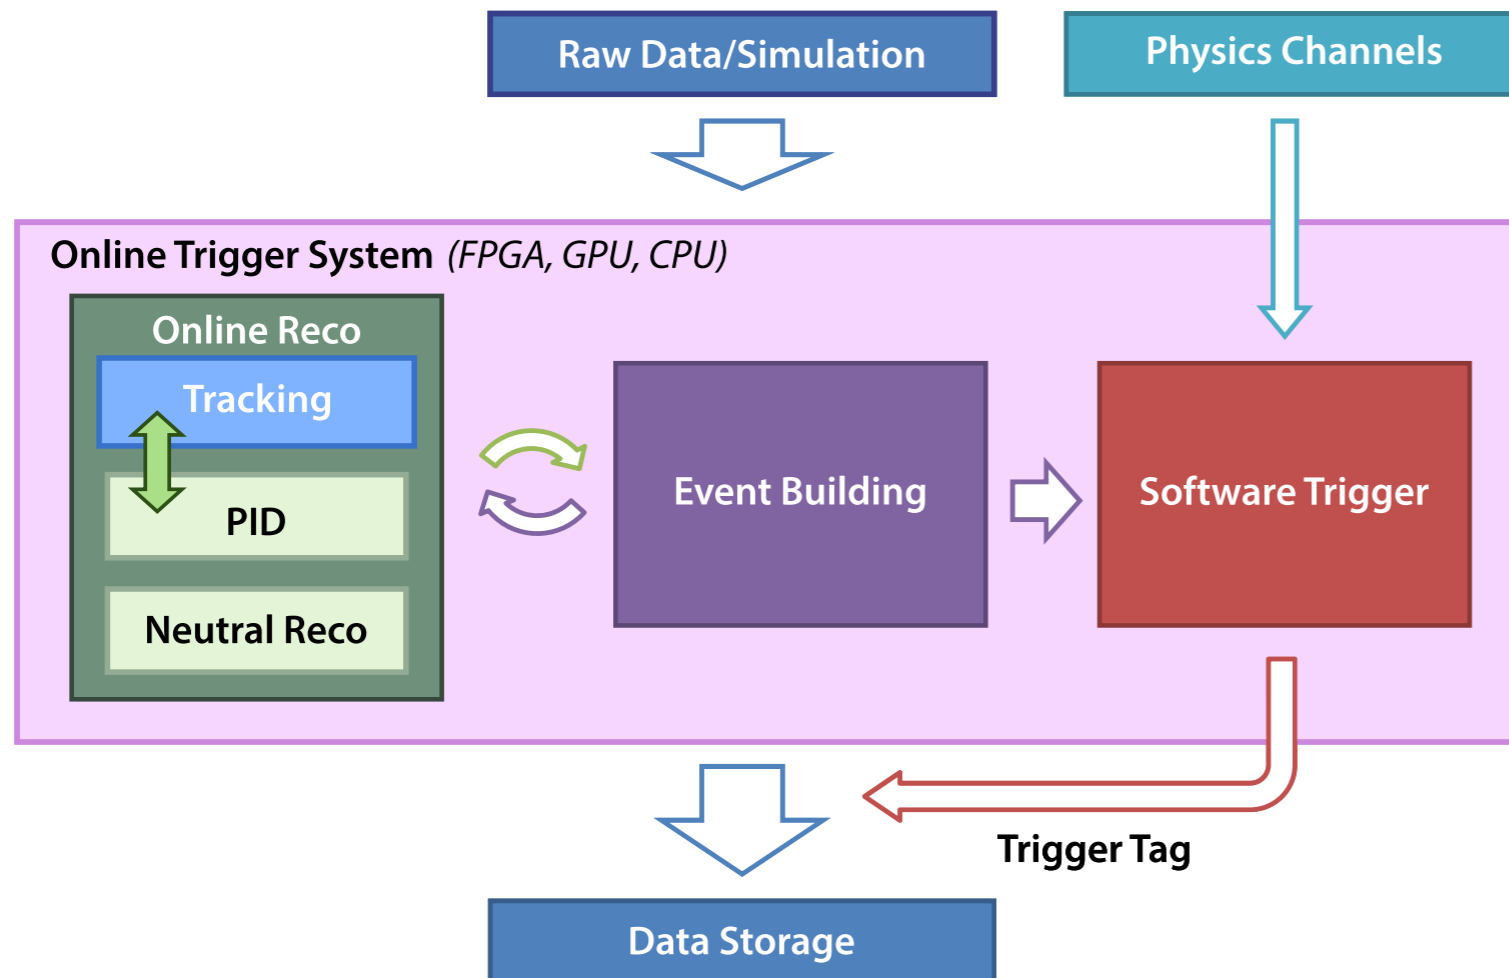 Raw Data/Simulation
Physics Channels
Online Trigger System (FPGA, GPU, CPU)
Online Reco
Tracking
PID
Neutral Reco
Event Building
Software Trigger
Trigger Tag
Data Storage